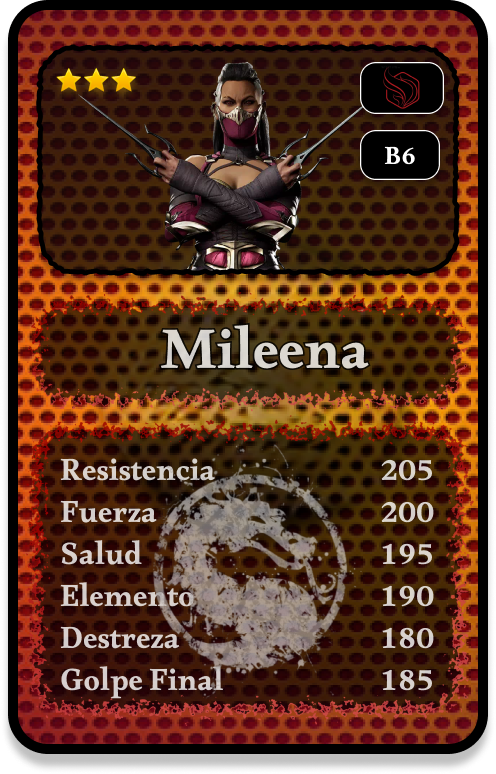 B6
Mileena
Resistencia 205
Fuerza 200
Salud 195
Elemento 190
Destreza 180
Golpe Final 185